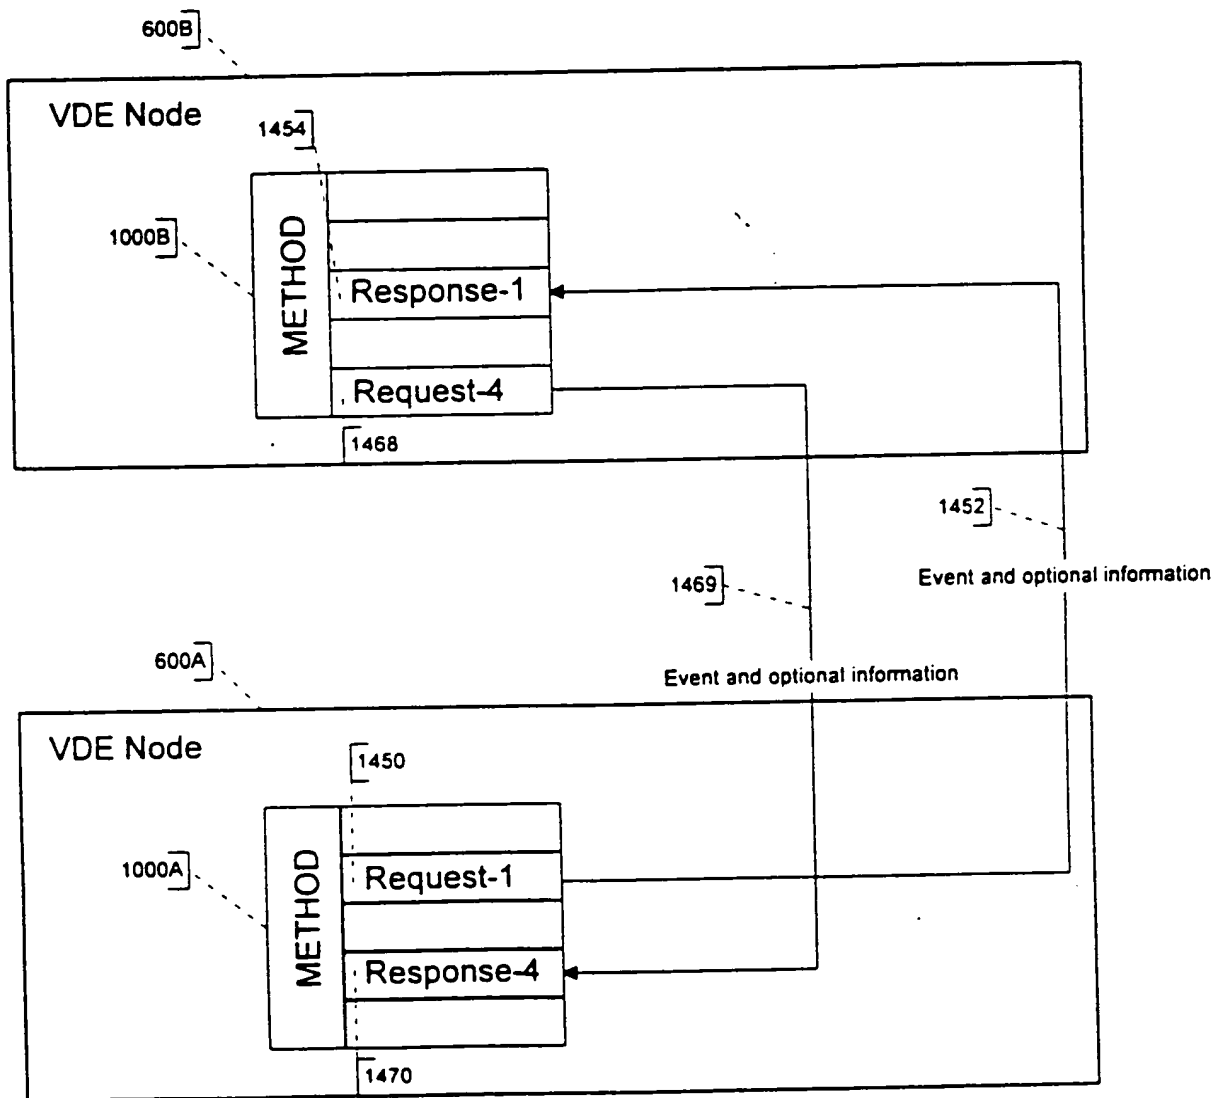 600B
VDE Node
1454
1000B
METHOD
Response-1
Request-4
1468
1452
Event and optional information
1469
600A
Event and optional information
VDE Node
1450
1000A
METHOD
Request-1
Response-4
1470